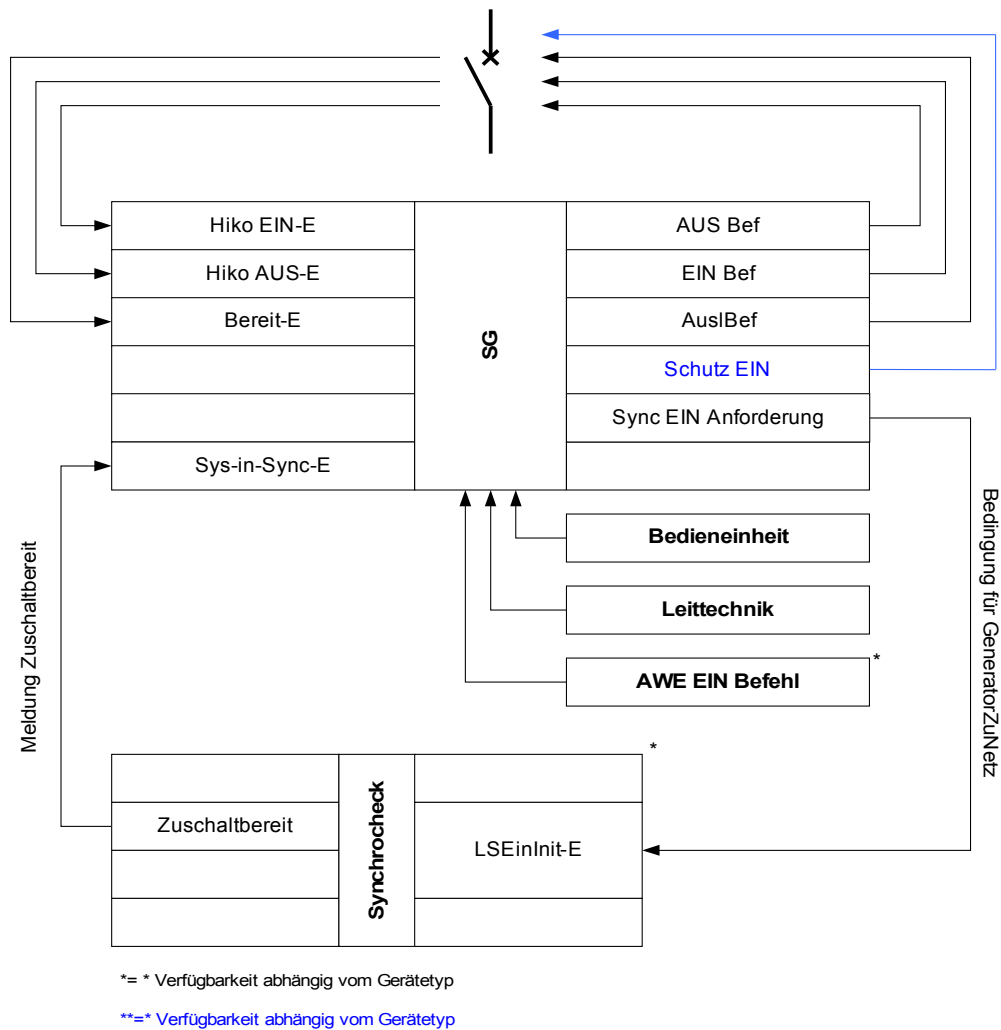 Hiko EIN-E
Hiko AUS-E
Bereit-E
Sys-in-Sync-E
SG
AUS Bef
EIN Bef
AuslBef
Schutz EIN
Sync EIN Anforderung
Bedieneinheit
Leittechnik
AWE EIN Befehl
*
Meldung Zuschaltbereit
Bedingung für GeneratorZuNetz
Zuschaltbereit
Synchrocheck
LSEinInit-E
*
*= * Verfügbarkeit abhängig vom Gerätetyp
**=* Verfügbarkeit abhängig vom Gerätetyp